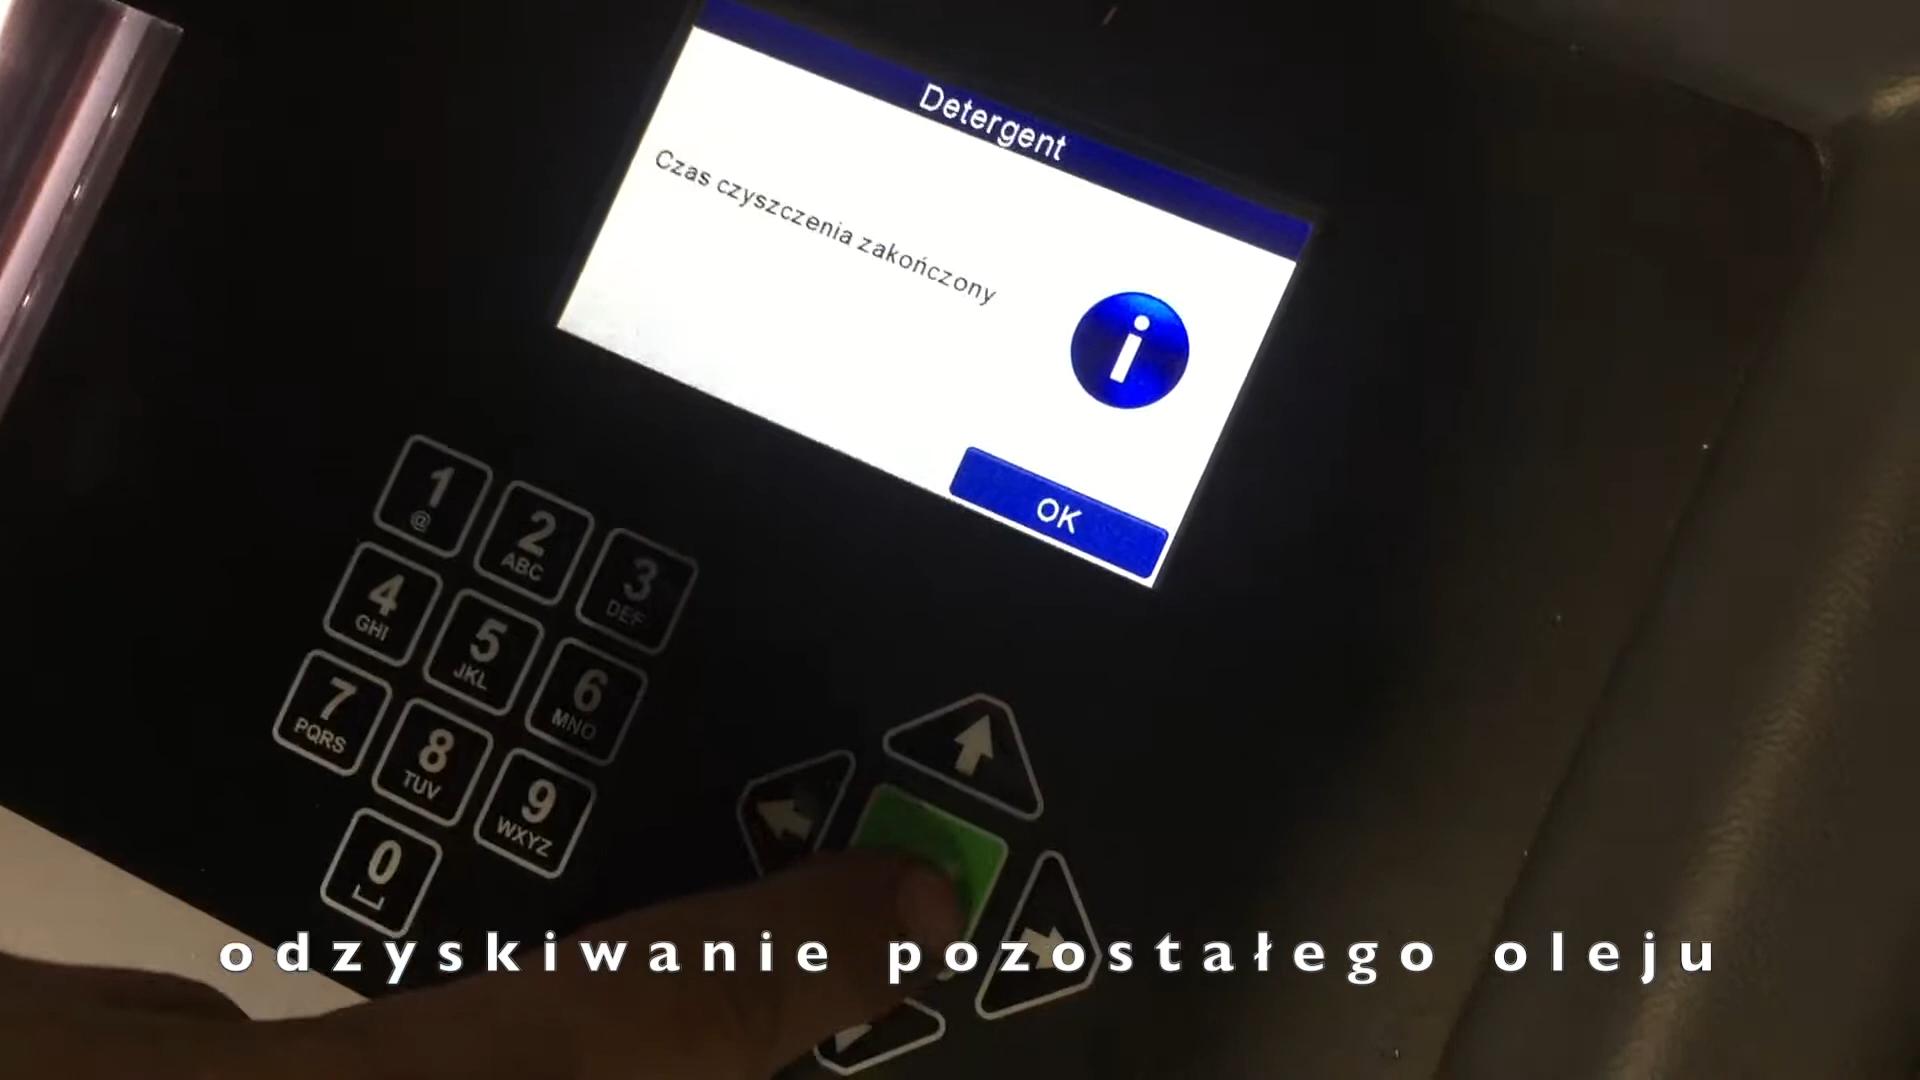 Detergent
Czas czyszczenia zakończony
i
OK
1
@
2
ABC
3
DEF
4
GHI
5
JKL
6
MNO
7
PQRS
8
TUV
9
WXYZ
0
odzyskiwanie pozostałego oleju